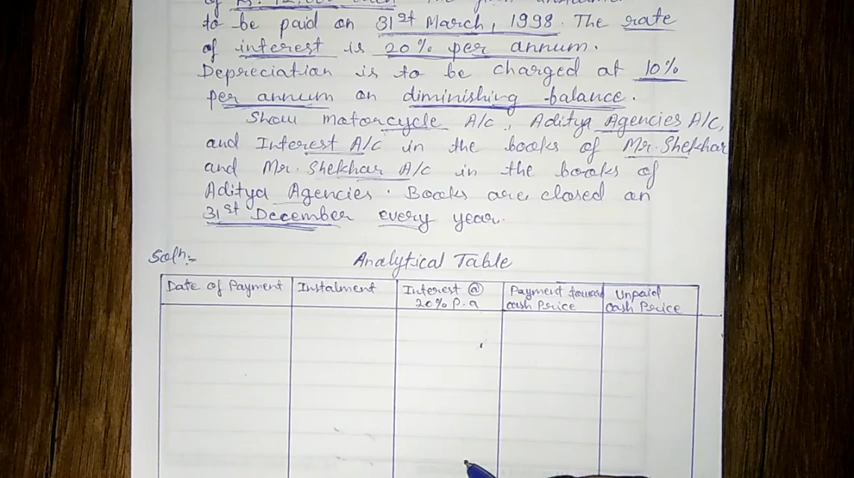 to be paid on 31st March, 1998. The rate
of interest is 20% per annum.
Depreciation is to be charged at 10%
per annum on diminishing balance.
Show motorcycle A/c, Aditya Agencies A/c,
and Interest A/c in the books of Mr. Shekhar
and Mr. Shekhar A/c in the books of
Aditya Agencies. Books are closed on
31st December every year.
Soln:-
Analytical Table
Date of Payment
Instalment
Interest @
20% p.a
Payment toward
cash Price
Unpaid
Cash Price